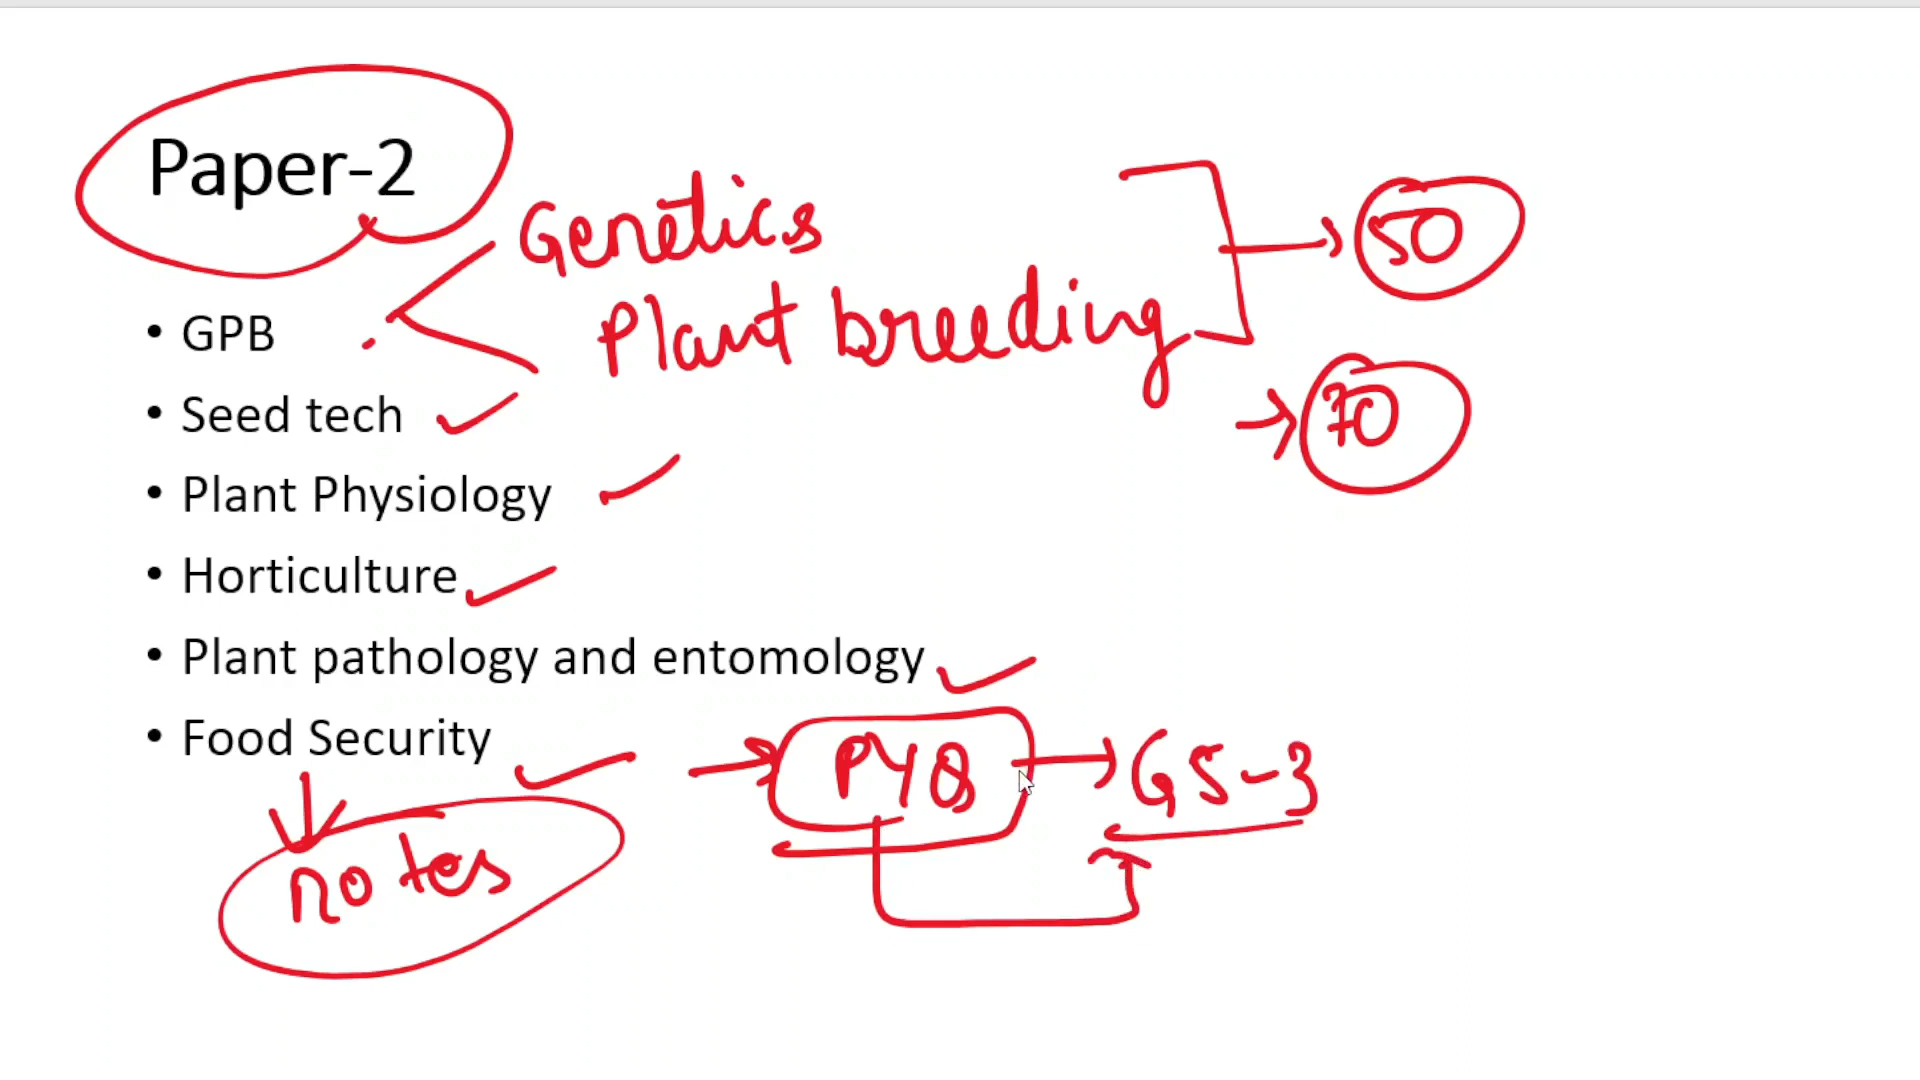 Paper-2
Genetics
50
Plant breeding
• GPB
70
• Seed tech
• Plant Physiology
• Horticulture
• Plant pathology and entomology
• Food Security
PYQ
GS-3
notes